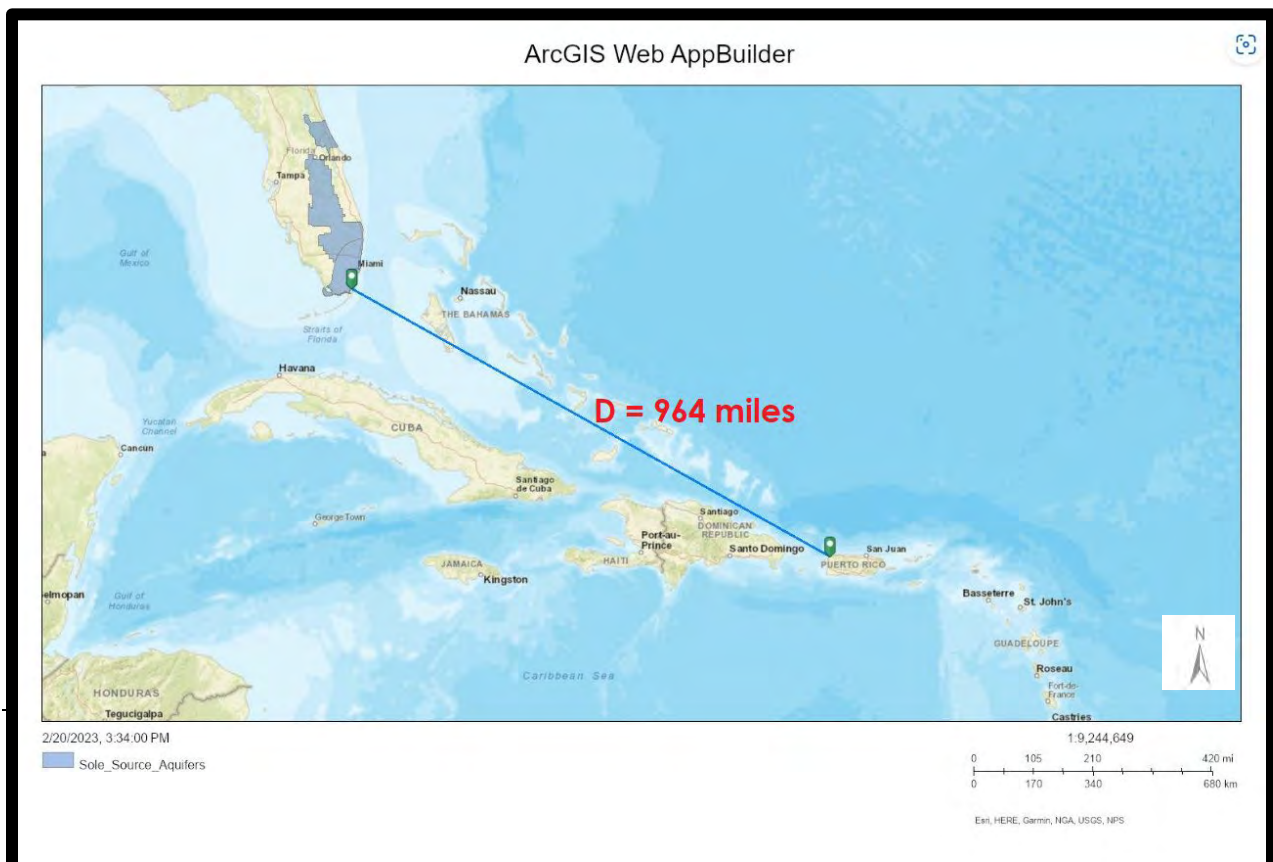 ArcGIS Web AppBuilder
Florida
Orlando
Tampa
Gulf of
Mexico
Miami
Nassau
THE BAHAMAS
Straits of
Florida
Havana
D = 964 miles
Yucatan
Channel
CUBA
Cancun
Santiago
de Cuba
George Town
Santiago
DOMINICAN
REPUBLIC
Port-au-
Prince
Santo Domingo
San Juan
JAMAICA
HAITI
PUERTO RICO
Kingston
elmopan
Gulf of
Honduras
Basseterre
St. John's
N
GUADELOUPE
Roseau
Caribbean Sea
Fort-de-
France
HONDURAS
Tegucigalpa
Castries
2/20/2023, 3:34:00 PM
1:9,244,649
Sole_Source_Aquifers
0 105 210 420 mi
0 170 340 680 km
Esri, HERE, Garmin, NGA, USGS, NPS